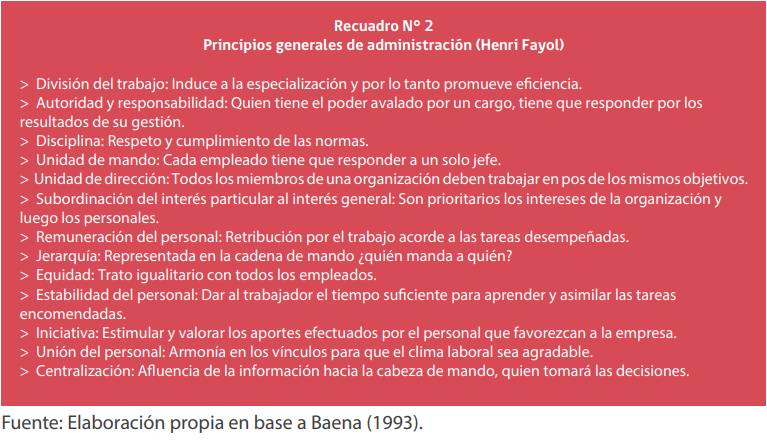 Recuadro Nº 2
Principios generales de administración (Henri Fayol)
> División del trabajo: Induce a la especialización y por lo tanto promueve eficiencia.
> Autoridad y responsabilidad: Quien tiene el poder avalado por un cargo, tiene que responder por los
resultados de su gestión.
> Disciplina: Respeto y cumplimiento de las normas.
> Unidad de mando: Cada empleado tiene que responder a un solo jefe.
> Unidad de dirección: Todos los miembros de una organización deben trabajar en pos de los mismos objetivos.
> Subordinación del interés particular al interés general: Son prioritarios los intereses de la organización y
luego los personales.
> Remuneración del personal: Retribución por el trabajo acorde a las tareas desempeñadas.
> Jerarquía: Representada en la cadena de mando ¿quién manda a quién?
> Equidad: Trato igualitario con todos los empleados.
> Estabilidad del personal: Dar al trabajador el tiempo suficiente para aprender y asimilar las tareas
encomendadas.
> Iniciativa: Estimular y valorar los aportes efectuados por el personal que favorezcan a la empresa.
> Unión del personal: Armonía en los vínculos para que el clima laboral sea agradable.
> Centralización: Afluencia de la información hacia la cabeza de mando, quien tomará las decisiones.
Fuente: Elaboración propia en base a Baena (1993).